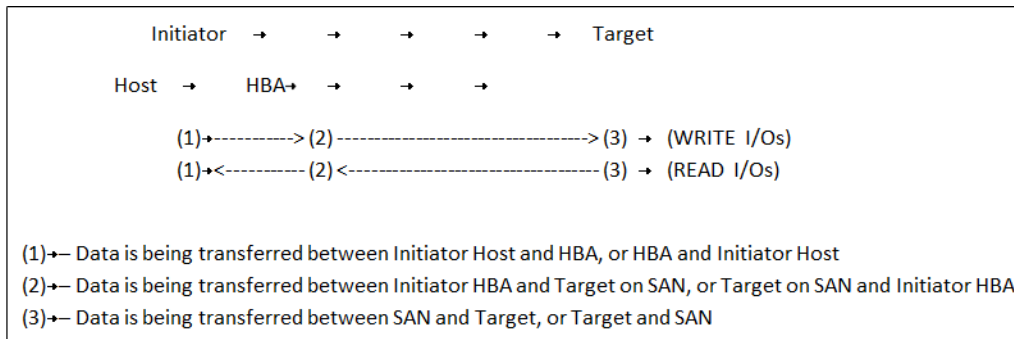 Initiator → → → → → Target
Host → HBA→ → → →
(1)→----------->(2)---------------------------------->(3) → (WRITE I/Os)
(1)→<-----------(2)<----------------------------------(3) → (READ I/Os)
(1)→– Data is being transferred between Initiator Host and HBA, or HBA and Initiator Host
(2)→– Data is being transferred between Initiator HBA and Target on SAN, or Target on SAN and Initiator HBA
(3)→– Data is being transferred between SAN and Target, or Target and SAN